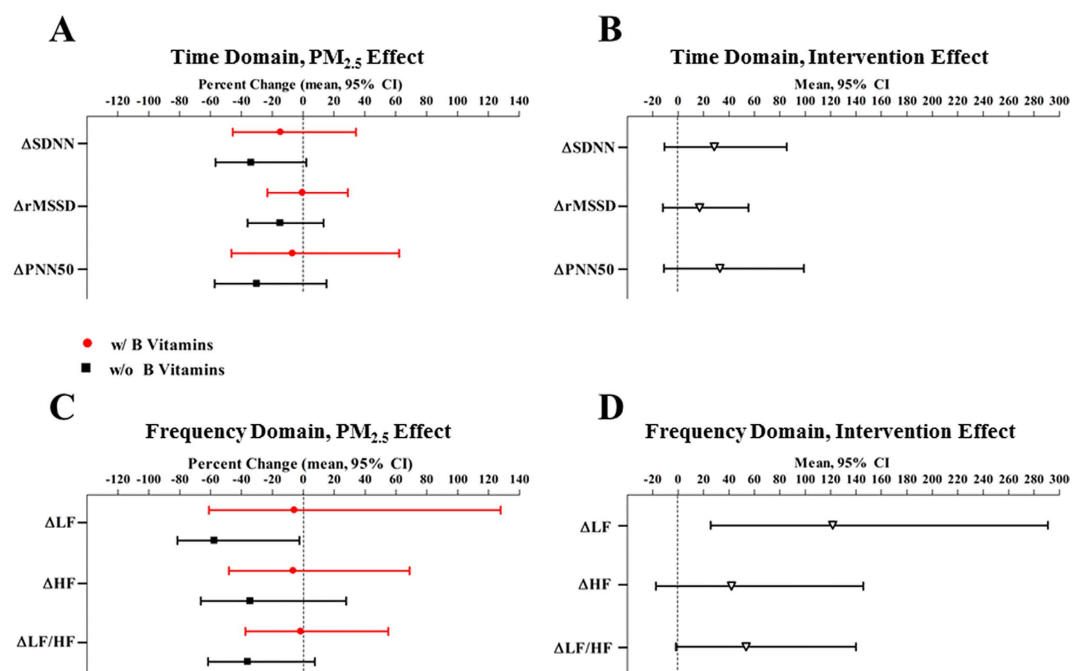 A
Time Domain, PM2.5 Effect
Percent Change (mean, 95% CI)
-120 -100 -80 -60 -40 -20 0 20 40 60 80 100 120 140
ΔSDNN
ΔrMSSD
ΔPNN50
B
Time Domain, Intervention Effect
Mean, 95% CI
-20 0 20 40 60 80 100 120 140 160 180 200 220 240 260 280 300
ΔSDNN
ΔrMSSD
ΔPNN50
w/ B Vitamins
w/o B Vitamins
C
Frequency Domain, PM2.5 Effect
Percent Change (mean, 95% CI)
-120 -100 -80 -60 -40 -20 0 20 40 60 80 100 120 140
ΔLF
ΔHF
ΔLF/HF
D
Frequency Domain, Intervention Effect
Mean, 95% CI
-20 0 20 40 60 80 100 120 140 160 180 200 220 240 260 280 300
ΔLF
ΔHF
ΔLF/HF